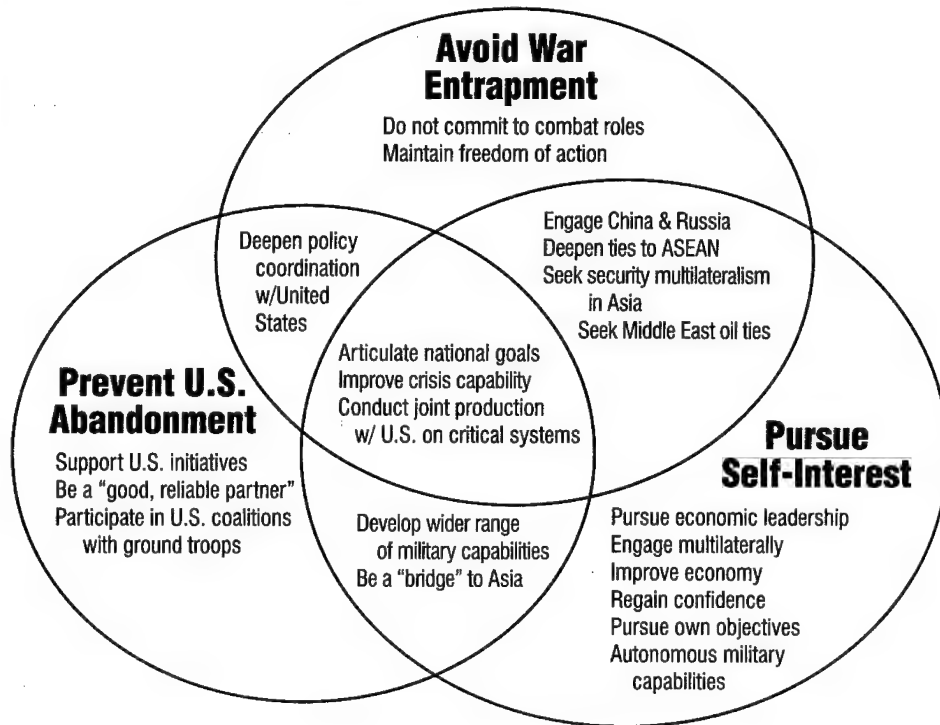 Avoid War
Entrapment
Do not commit to combat roles
Maintain freedom of action
Deepen policy
coordination
w/United
States
Engage China & Russia
Deepen ties to ASEAN
Seek security multilateralism
in Asia
Seek Middle East oil ties
Articulate national goals
Improve crisis capability
Conduct joint production
w/ U.S. on critical systems
Prevent U.S.
Abandonment
Support U.S. initiatives
Be a “good, reliable partner”
Participate in U.S. coalitions
with ground troops
Develop wider range
of military capabilities
Be a “bridge” to Asia
Pursue
Self-Interest
Pursue economic leadership
Engage multilaterally
Improve economy
Regain confidence
Pursue own objectives
Autonomous military
capabilities